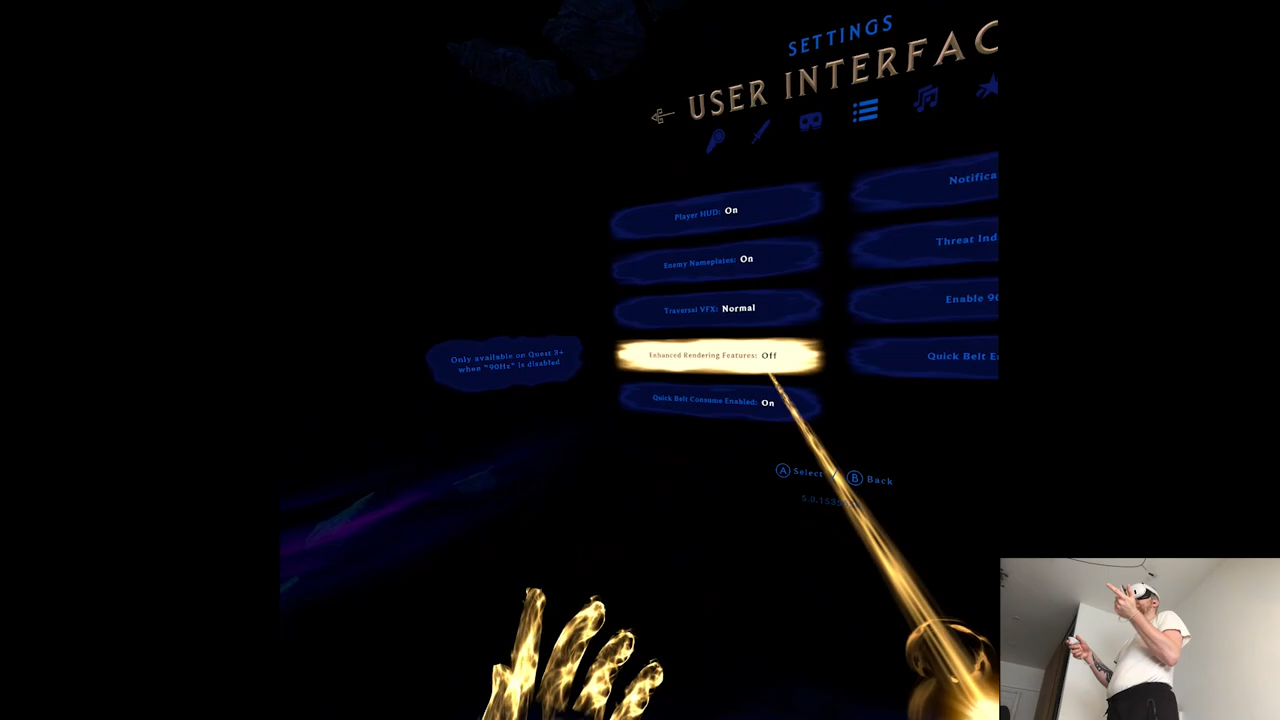 SETTINGS
USER INTERFAC
Player HUD: On
Enemy Nameplates: On
Traversal VFX: Normal
Enhanced Rendering Features: Off
Quick Belt Consume Enabled: On
Notifica
Threat Ind
Enable 90
Quick Belt E
Only available on Quest 3+
when "90Hz" is disabled
A Select / B Back